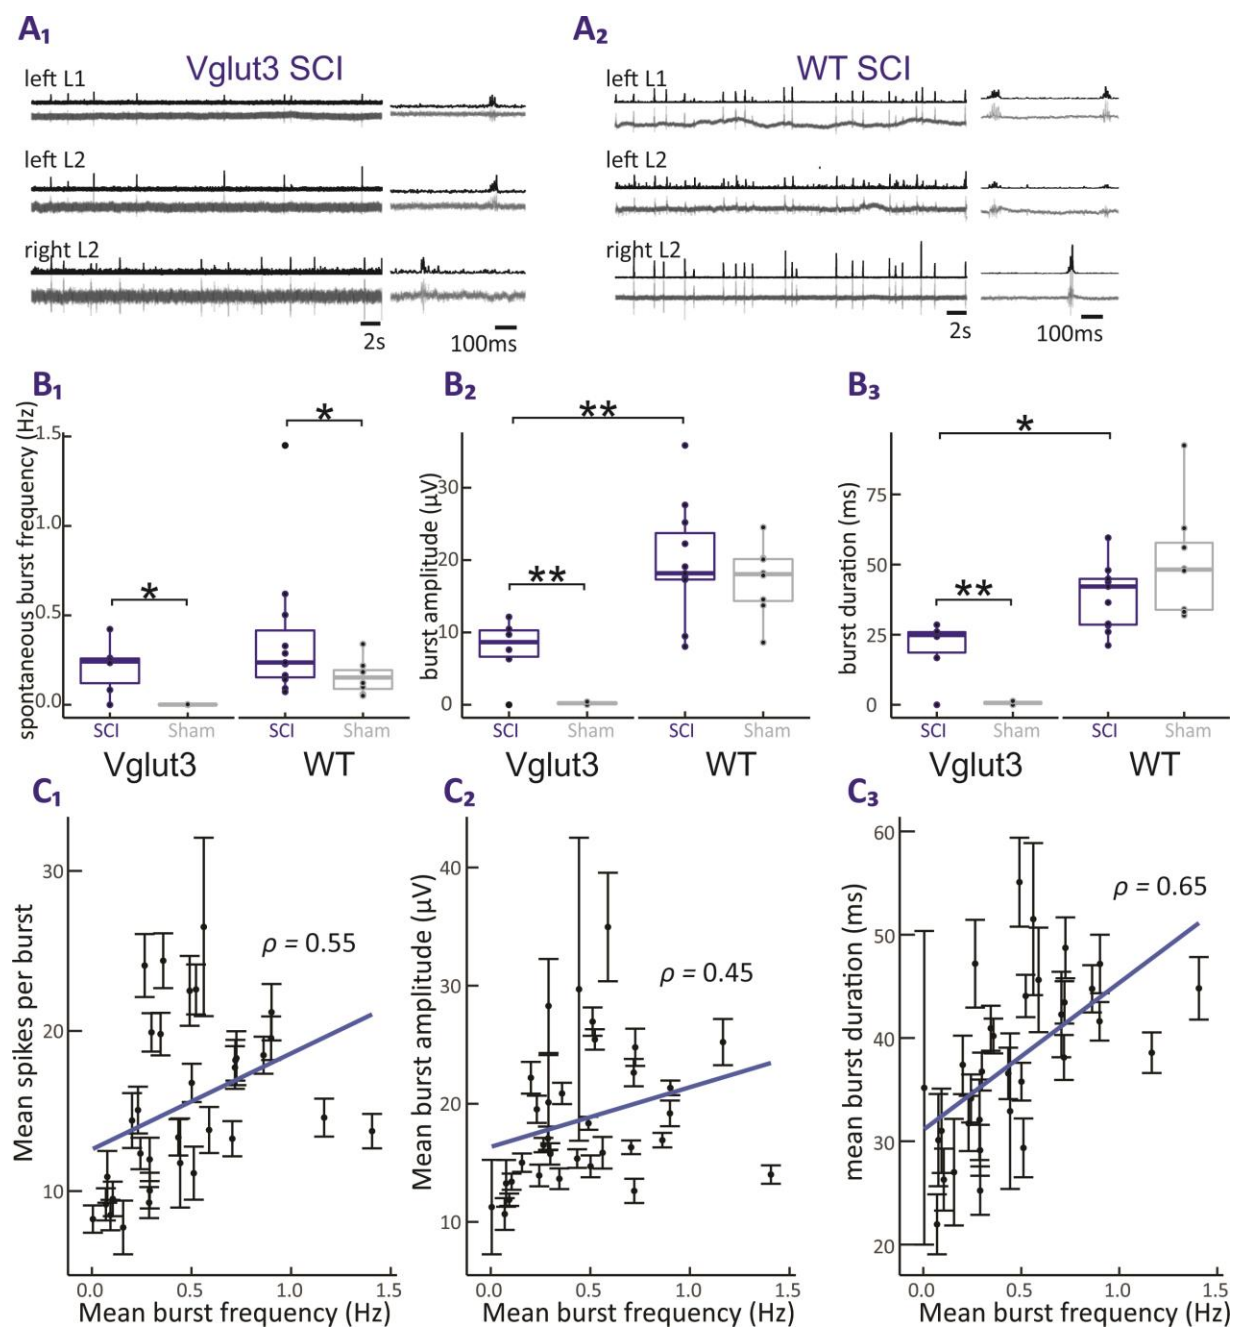 A₁
Vglut3 SCI
left L1
left L2
right L2
2s
100ms
A₂
WT SCI
left L1
left L2
right L2
2s
100ms
B₁
spontaneous burst frequency (Hz)
1.5
1.0
0.5
0.0
*
*
SCI
Sham
SCI
Sham
Vglut3
WT
B₂
burst amplitude (µV)
30
20
10
0
**
**
SCI
Sham
SCI
Sham
Vglut3
WT
B₃
burst duration (ms)
75
50
25
0
*
**
SCI
Sham
SCI
Sham
Vglut3
WT
C₁
Mean spikes per burst
30
20
10
ρ = 0.55
0.0
0.5
1.0
1.5
Mean burst frequency (Hz)
C₂
Mean burst amplitude (µV)
40
30
20
10
ρ = 0.45
0.0
0.5
1.0
1.5
Mean burst frequency (Hz)
C₃
mean burst duration (ms)
60
50
40
30
20
ρ = 0.65
0.0
0.5
1.0
1.5
Mean burst frequency (Hz)